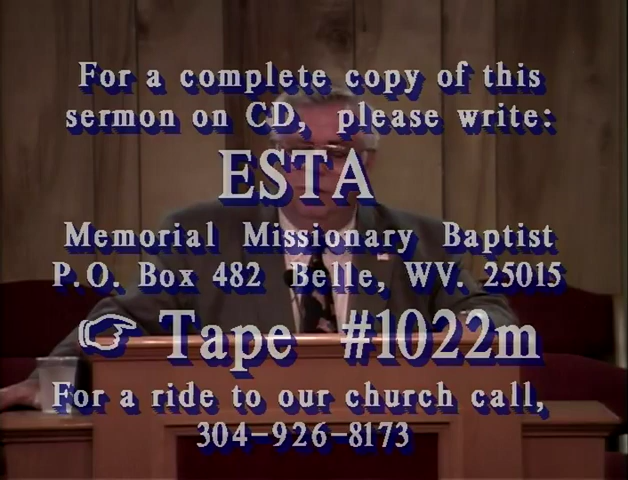 For a complete copy of this
sermon on CD, please write:
ESTA
Memorial Missionary Baptist
P.O. Box 482 Belle, WV. 25015
Tape #1022m
For a ride to our church call,
304-926-8173